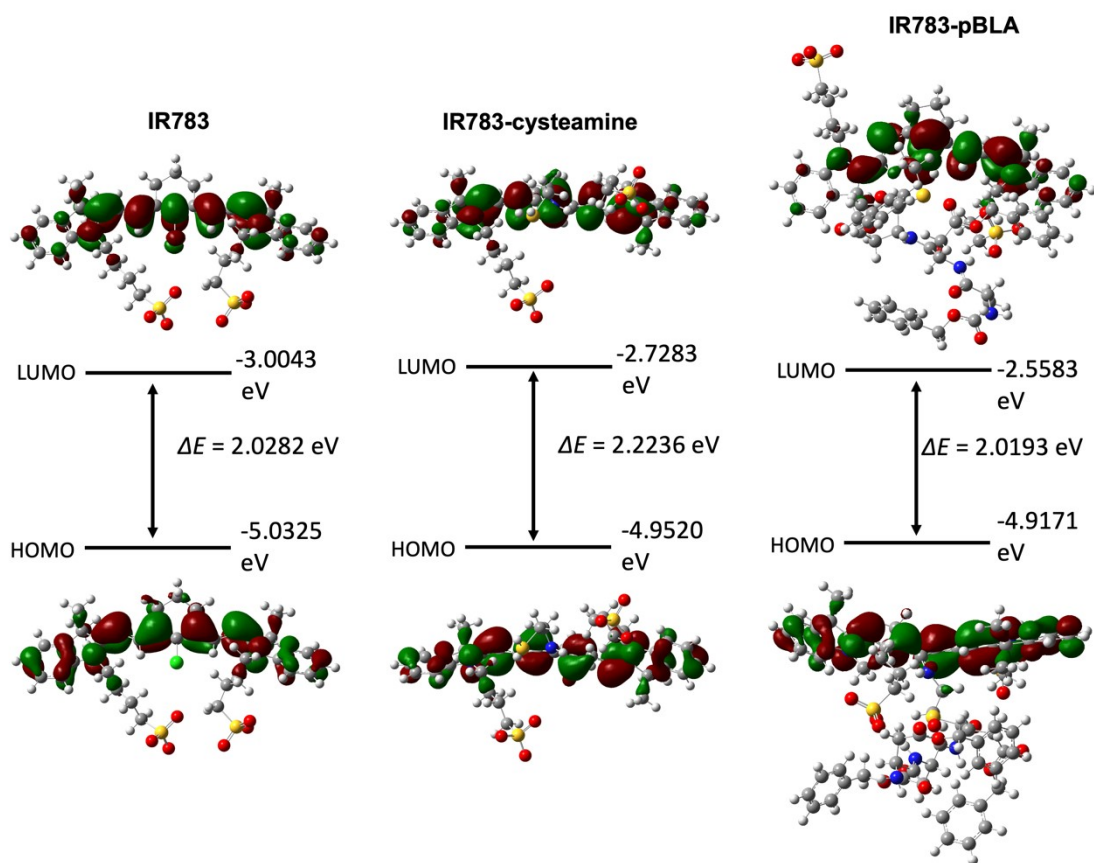 IR783-pBLA
IR783
IR783-cysteamine
LUMO
-3.0043
eV
ΔE = 2.0282 eV
HOMO
-5.0325
eV
LUMO
-2.7283
eV
ΔE = 2.2236 eV
HOMO
-4.9520
eV
LUMO
-2.5583
eV
ΔE = 2.0193 eV
HOMO
-4.9171
eV